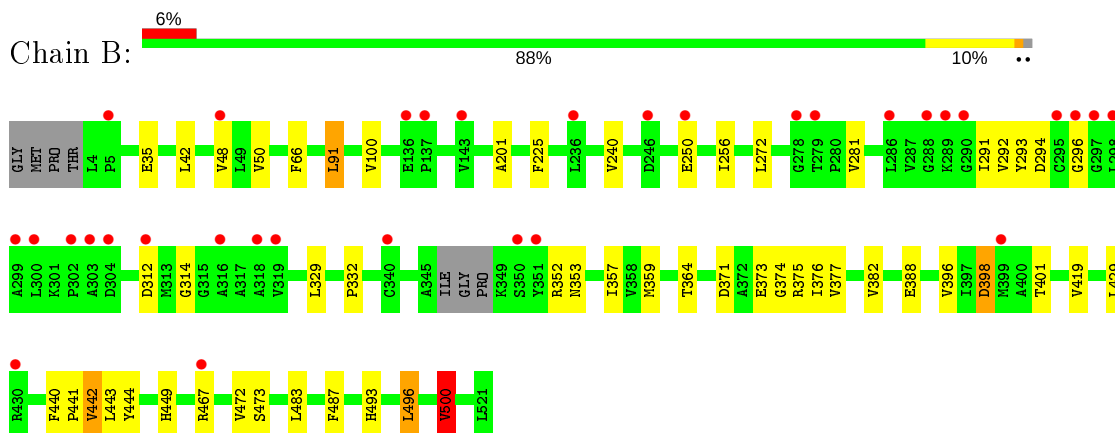 6%
Chain B:
88%
10%
GLY MET PRO THR L4 P5 E35 L42 V48 L49 V50 F66 L91 V100 E136 P137 V143 A201 F225 L236 V240 D246 E250 I256 L272 G278 T279 P280 V281 L286 V287 G288 K289 G290 I291 V292 Y293 D294 C295 G296 G297 L298
A299 L300 K301 P302 A303 D304 D312 M313 G314 G315 A316 A317 A318 V319 L329 P332 C340 A345 ILE GLY PRO K349 S350 Y351 R352 N353 I357 V358 M359 T364 D371 A372 E373 G374 R375 I376 V377 V382 E388 V396 I397 D398 M399 A400 T401 V419 L429
R430 F440 P441 V442 L443 Y444 H449 R467 V472 S473 L483 F487 H493 L496 V500 L521